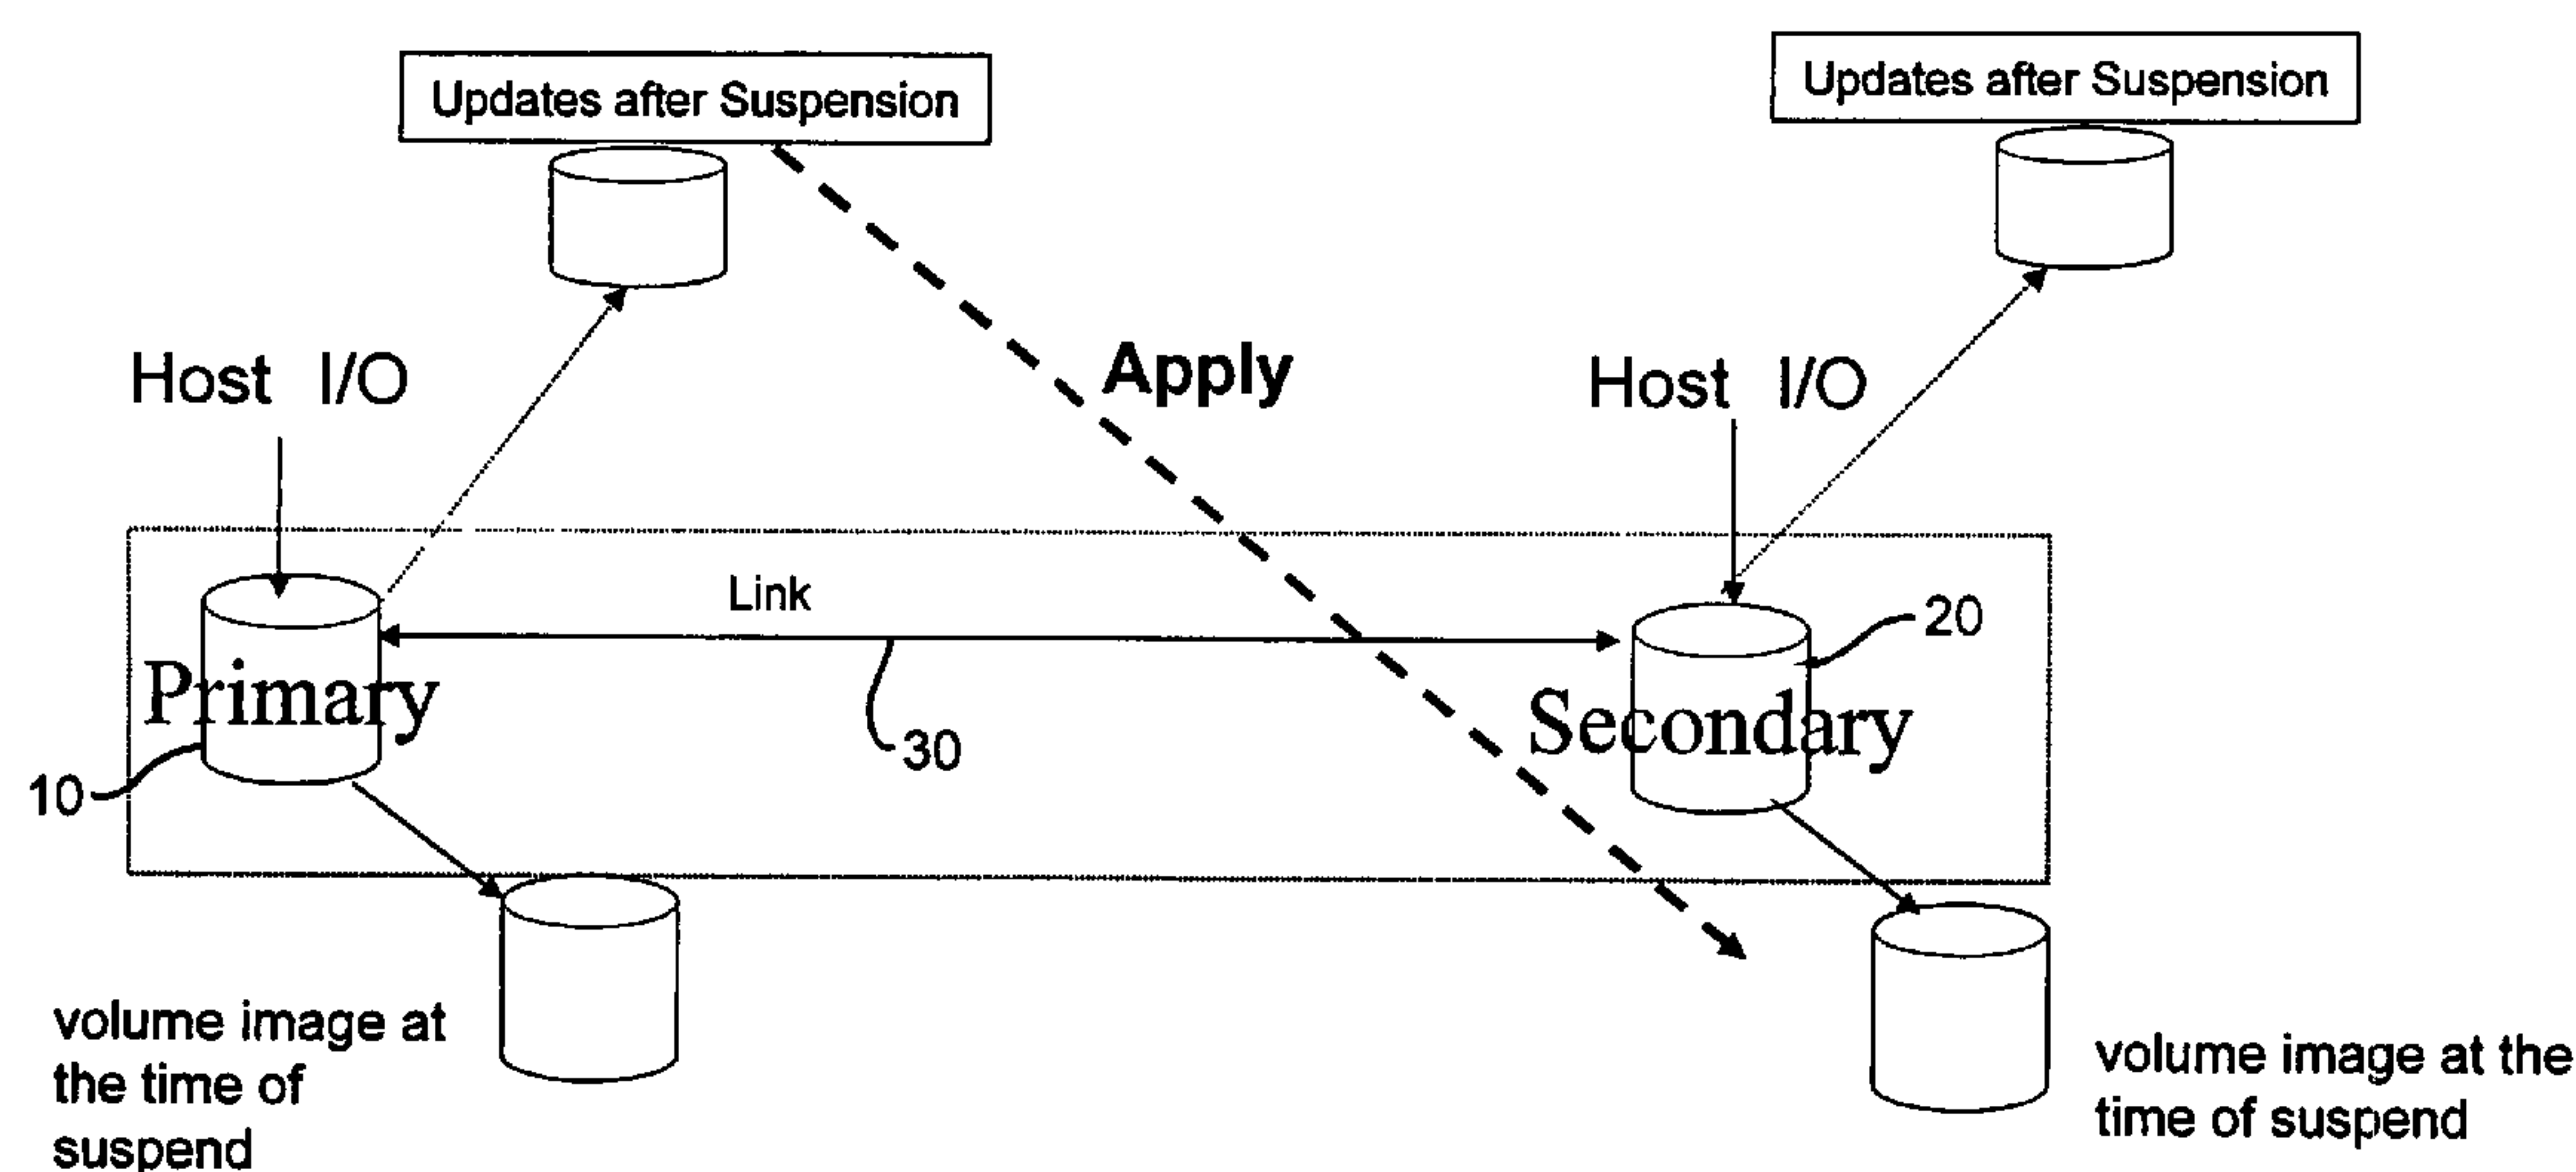 Updates after Suspension
Updates after Suspension
Host I/O
Apply
Host I/O
Link
20
Primary
30
Secondary
10
volume image at
the time of
suspend
volume image at the
time of suspend